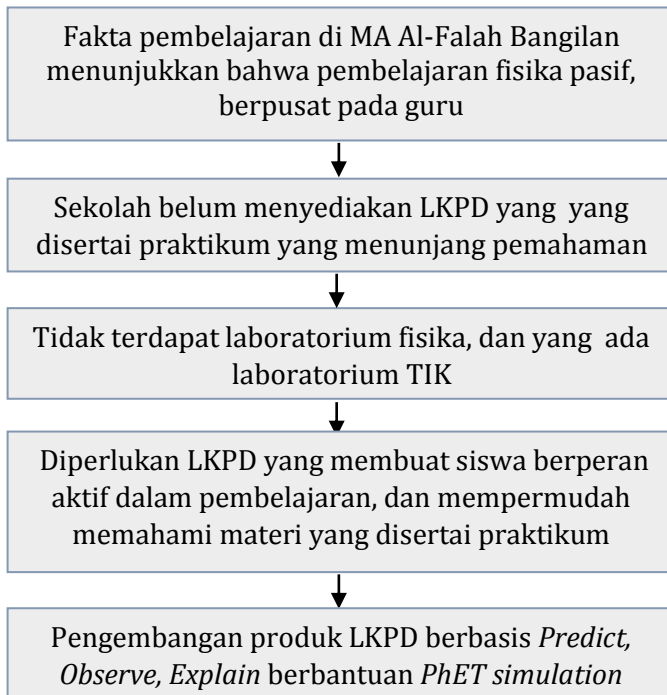 Fakta pembelajaran di MA Al-Falah Bangilan
menunjukkan bahwa pembelajaran fisika pasif,
berpusat pada guru
Sekolah belum menyediakan LKPD yang yang
disertai praktikum yang menunjang pemahaman
Tidak terdapat laboratorium fisika, dan yang ada
laboratorium TIK
Diperlukan LKPD yang membuat siswa berperan
aktif dalam pembelajaran, dan mempermudah
memahami materi yang disertai praktikum
Pengembangan produk LKPD berbasis Predict,
Observe, Explain berbantuan PhET simulation